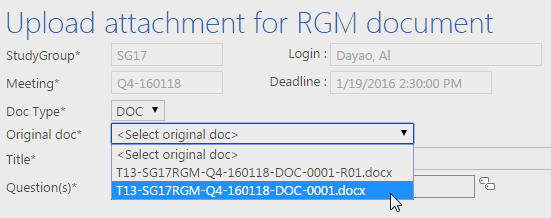 Upload attachment for RGM document
StudyGroup* SG17 Login : Dayao, Al
Meeting* Q4-160118 Deadline : 1/19/2016 2:30:00 PM
Doc Type* DOC
Original doc* <Select original doc>
<Select original doc>
Title* T13-SG17RGM-Q4-160118-DOC-0001-R01.docx
Question(s)* T13-SG17RGM-Q4-160118-DOC-0001.docx